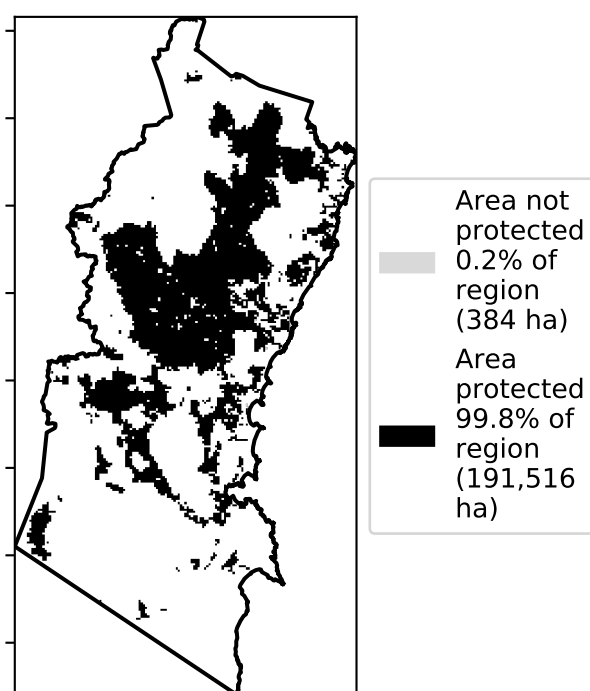 Area not
protected
0.2% of
region
(384 ha)
Area
protected
99.8% of
region
(191,516
ha)